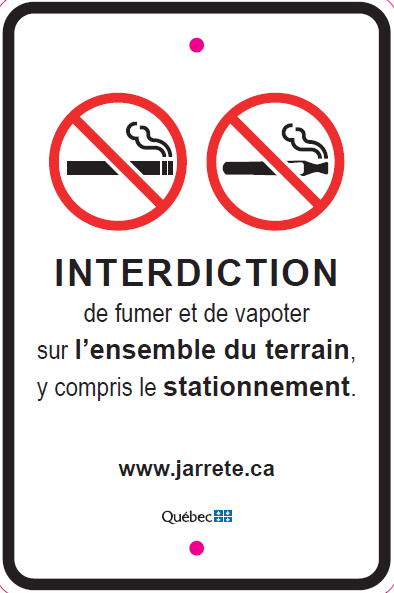 INTERDICTION
de fumer et de vapoter
sur l’ensemble du terrain,
y compris le stationnement.
www.jarrete.ca
Québec